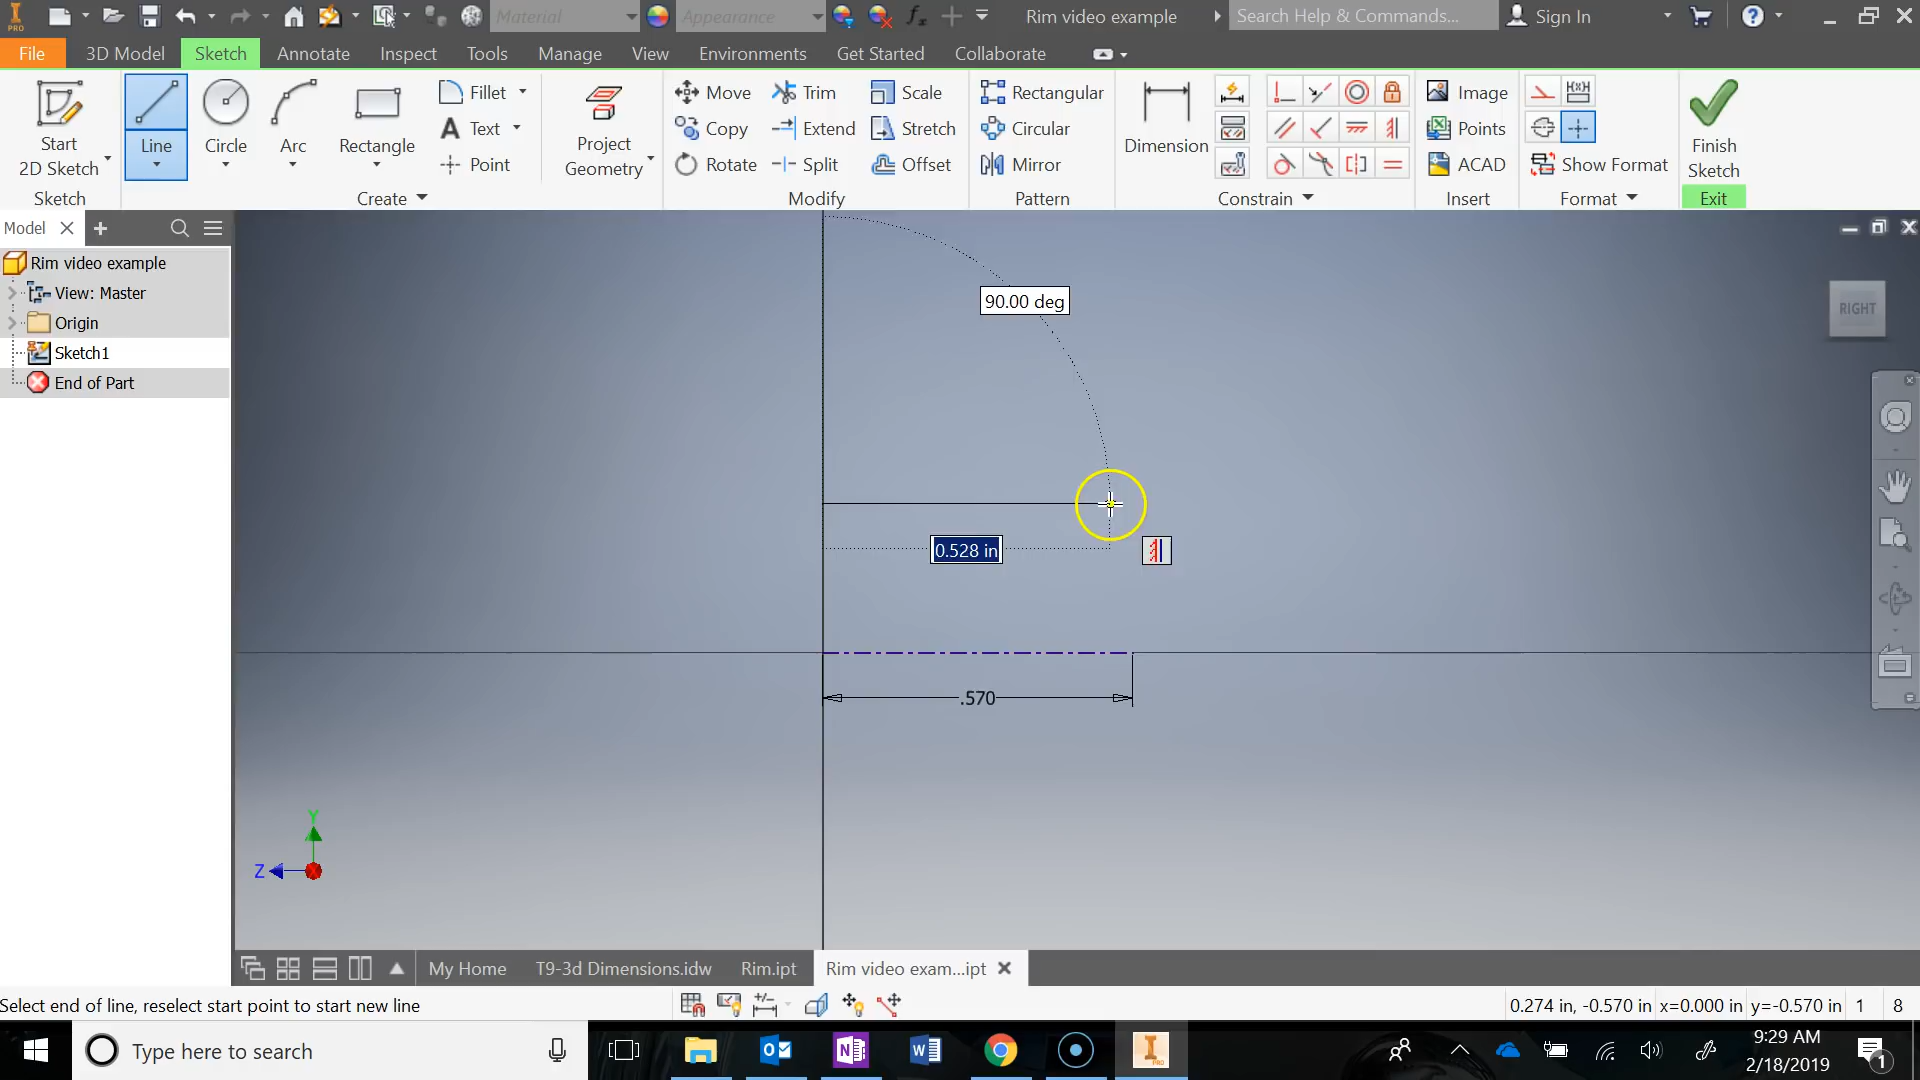 PRO
Material
Appearance
Rim video example
Search Help & Commands...
Sign In
File
3D Model
Sketch
Annotate
Inspect
Tools
Manage
View
Environments
Get Started
Collaborate
Start
2D Sketch
Line
Circle
Arc
Rectangle
Fillet
Text
Point
Project
Geometry
Move
Copy
Rotate
Trim
Extend
Split
Scale
Stretch
Offset
Rectangular
Circular
Mirror
Dimension
Image
Points
ACAD
Show Format
Finish
Sketch
Sketch
Create
Modify
Pattern
Constrain
Insert
Format
Exit
Model
Rim video example
View: Master
Origin
Sketch1
End of Part
90.00 deg
RIGHT
0.528 in
.570
Y
Z
My Home
T9-3d Dimensions.idw
Rim.ipt
Rim video exam...ipt
Select end of line, reselect start point to start new line
0.274 in, -0.570 in
x=0.000 in
y=-0.570 in
1
8
Type here to search
9:29 AM
2/18/2019
1